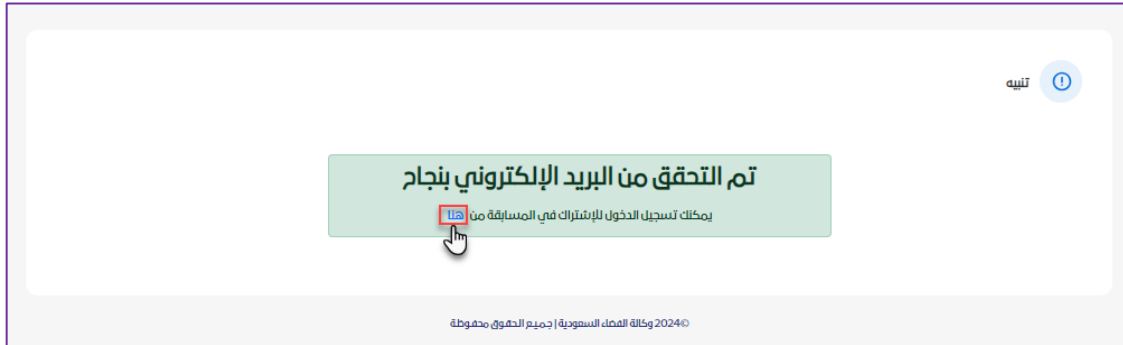 تنبيه
تم التحقق من البريد الإلكتروني بنجاح
يمكنك تسجيل الدخول للإشتراك في المسابقة من هنا
©2024 وكالة الفضاء السعودية | جميع الحقوق محفوظة